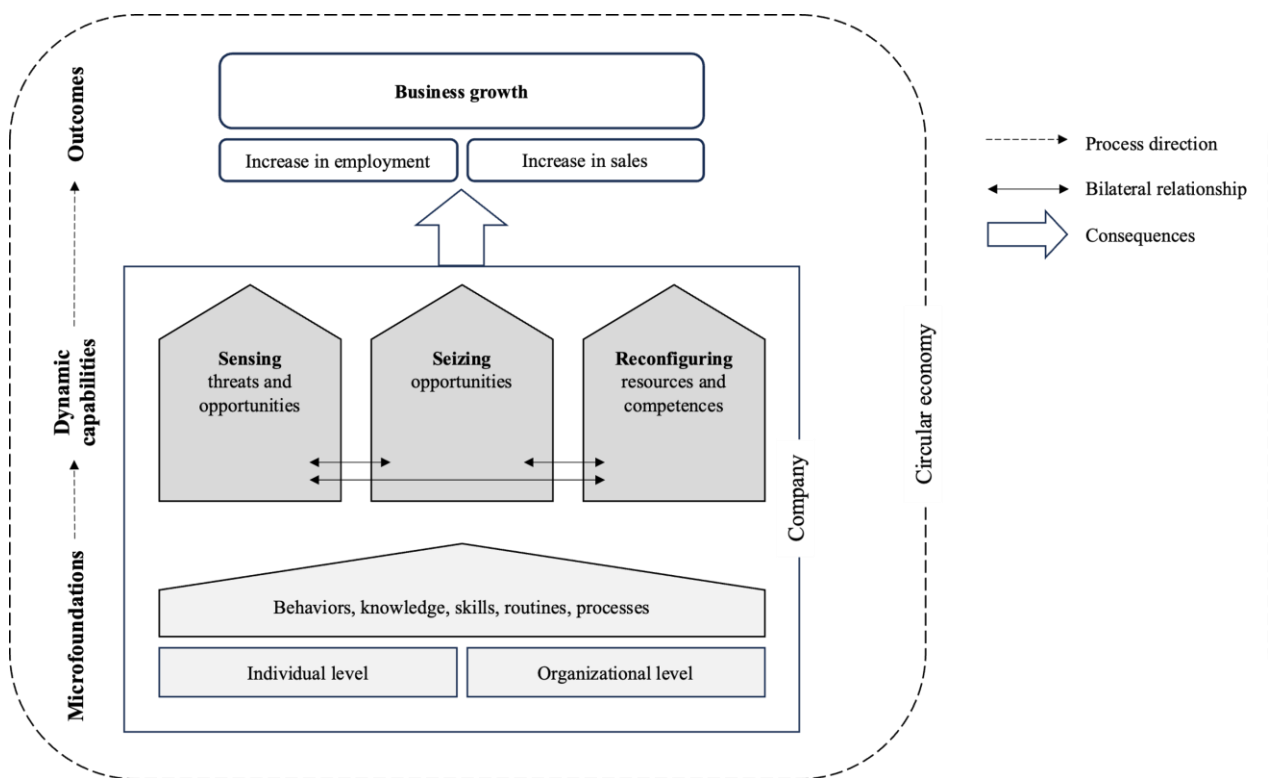 Outcomes
Dynamic
capabilities
Microfoundations
Business growth
Increase in employment
Increase in sales
Sensing
threats and
opportunities
Seizing
opportunities
Reconfiguring
resources and
competences
Behaviors, knowledge, skills, routines, processes
Individual level
Organizational level
Company
Circular economy
Process direction
Bilateral relationship
Consequences